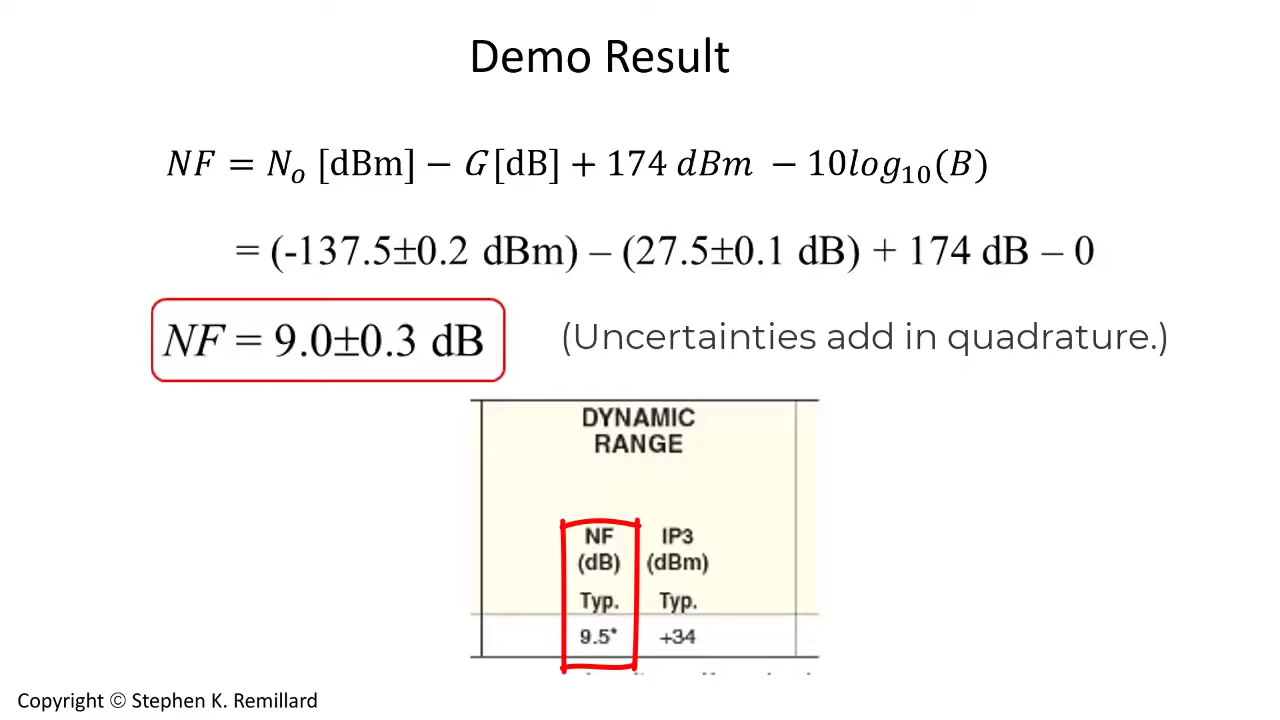 Demo Result
NF = Nₒ [dBm] − G[dB] + 174 dBm − 10log₁₀(B)
= (-137.5±0.2 dBm) – (27.5±0.1 dB) + 174 dB – 0
NF = 9.0±0.3 dB (Uncertainties add in quadrature.)
DYNAMIC
RANGE
NF IP3
(dB) (dBm)
Typ. Typ.
9.5* +34
Copyright © Stephen K. Remillard